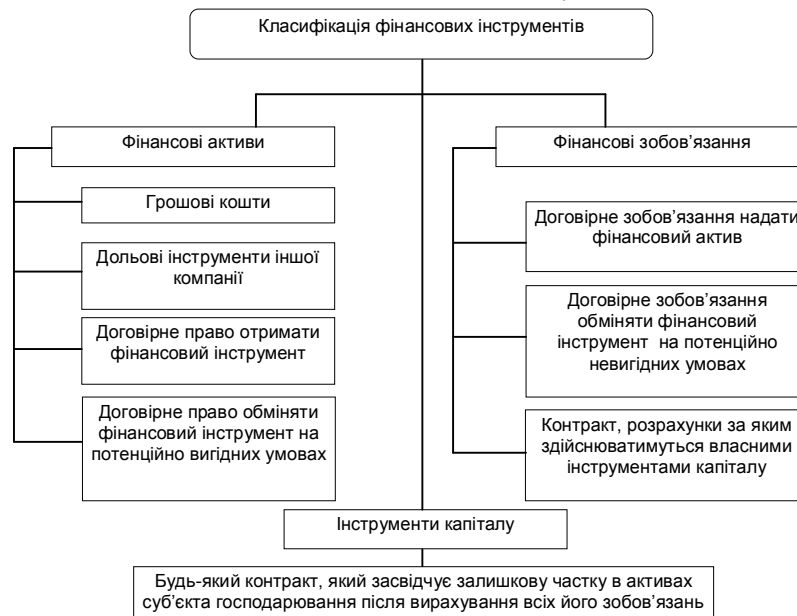 Класифікація фінансових інструментів
Фінансові активи
Грошові кошти
Дольові інструменти іншої
компанії
Договірне право отримати
фінансовий інструмент
Договірне право обміняти
фінансовий інструмент на
потенційно вигідних умовах
Фінансові зобов’язання
Договірне зобов’язання надати
фінансовий актив
Договірне зобов’язання
обміняти фінансовий
інструмент на потенційно
невигідних умовах
Контракт, розрахунки за яким
здійснюватимуться власними
інструментами капіталу
Інструменти капіталу
Будь-який контракт, який засвідчує залишкову частку в активах
суб’єкта господарювання після вирахування всіх його зобов’язань